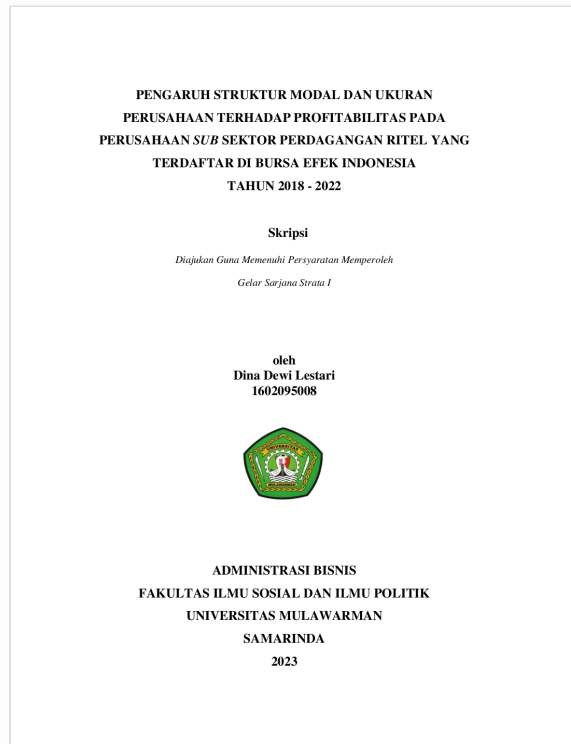 PENGARUH STRUKTUR MODAL DAN UKURAN
PERUSAHAAN TERHADAP PROFITABILITAS PADA
PERUSAHAAN SUB SEKTOR PERDAGANGAN RITEL YANG
TERDAFTAR DI BURSA EFEK INDONESIA
TAHUN 2018 - 2022
Skripsi
Diajukan Guna Memenuhi Persyaratan Memperoleh
Gelar Sarjana Strata I
oleh
Dina Dewi Lestari
1602095008
UNIVERSITAS
MULAWARMAN
ADMINISTRASI BISNIS
FAKULTAS ILMU SOSIAL DAN ILMU POLITIK
UNIVERSITAS MULAWARMAN
SAMARINDA
2023